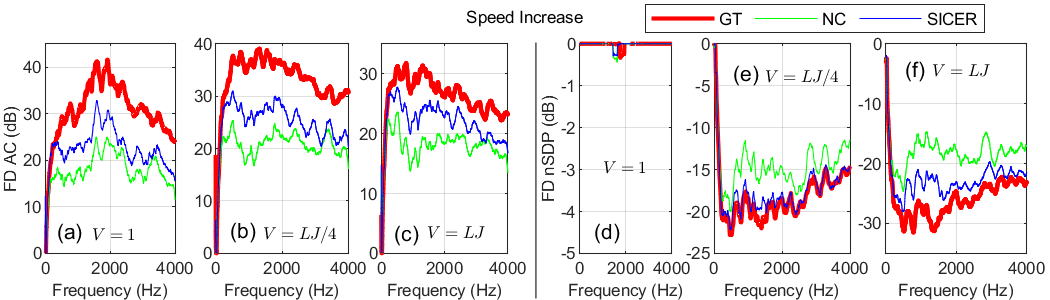 Speed Increase
GT NC SICER
FD AC (dB)
40
30
20
10
0
(a) V = 1
0 2000 4000
Frequency (Hz)
40
30
20
10
0
(b) V = LJ/4
0 2000 4000
Frequency (Hz)
30
20
10
0
(c) V = LJ
0 2000 4000
Frequency (Hz)
FD nSDP (dB)
0
-1
-2
-3
-4
-5
V = 1
(d)
0 2000 4000
Frequency (Hz)
0
-5
-10
-15
-20
-25
(e) V = LJ/4
0 2000 4000
Frequency (Hz)
0
-10
-20
-30
(f) V = LJ
0 2000 4000
Frequency (Hz)